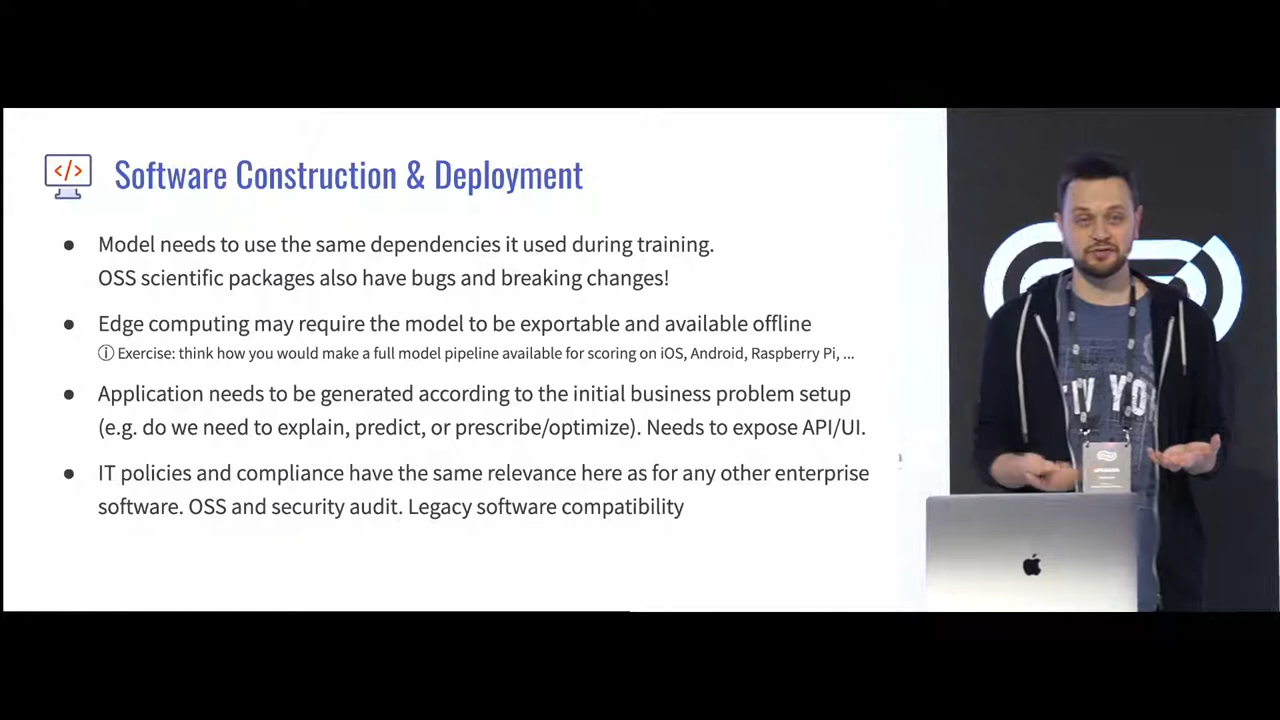 </>
Software Construction & Deployment
● Model needs to use the same dependencies it used during training.
OSS scientific packages also have bugs and breaking changes!
● Edge computing may require the model to be exportable and available offline
ⓘ Exercise: think how you would make a full model pipeline available for scoring on iOS, Android, Raspberry Pi, ...
● Application needs to be generated according to the initial business problem setup
(e.g. do we need to explain, predict, or prescribe/optimize). Needs to expose API/UI.
● IT policies and compliance have the same relevance here as for any other enterprise
software. OSS and security audit. Legacy software compatibility